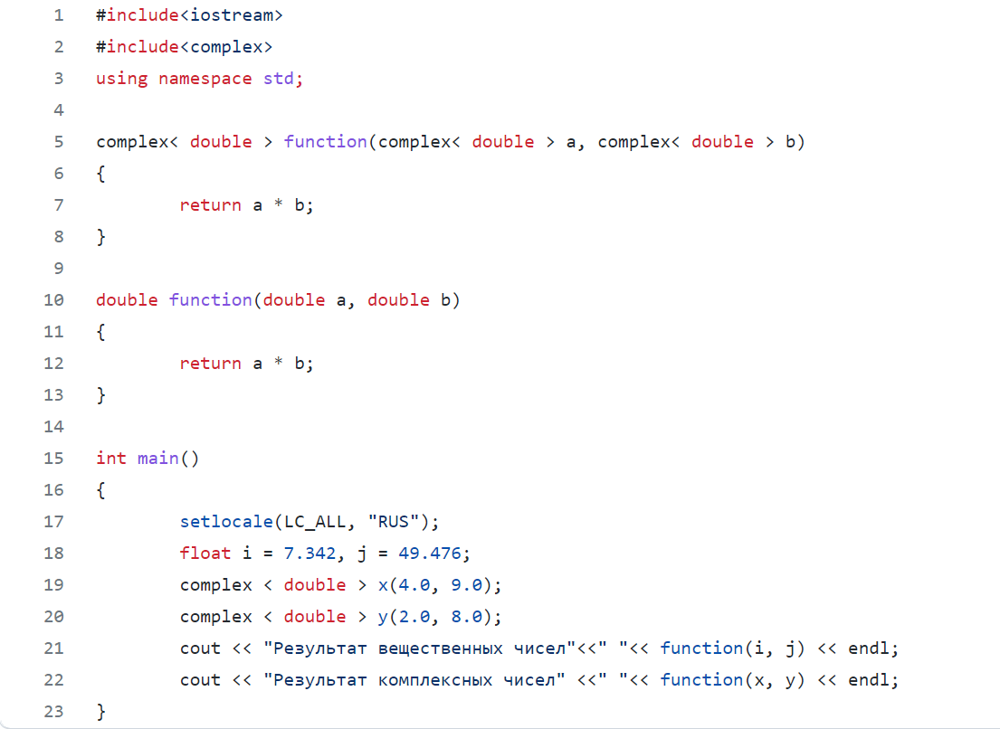 1 #include<iostream>
2 #include<complex>
3 using namespace std;
4
5 complex< double > function(complex< double > a, complex< double > b)
6 {
7         return a * b;
8 }
9
10 double function(double a, double b)
11 {
12         return a * b;
13 }
14
15 int main()
16 {
17         setlocale(LC_ALL, "RUS");
18         float i = 7.342, j = 49.476;
19         complex < double > x(4.0, 9.0);
20         complex < double > y(2.0, 8.0);
21         cout << "Результат вещественных чисел"<<" "<< function(i, j) << endl;
22         cout << "Результат комплексных чисел" <<" "<< function(x, y) << endl;
23 }